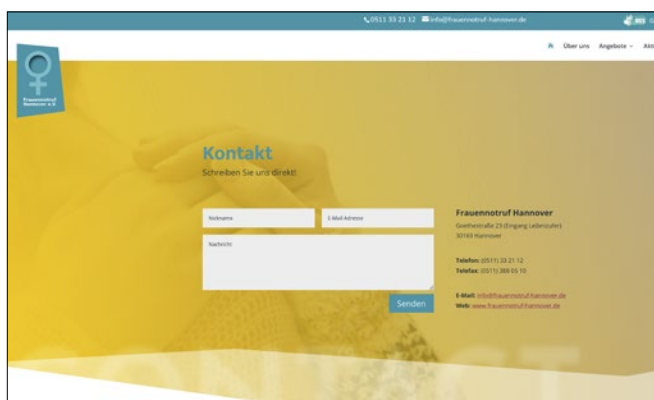 0511 33 21 12 info@frauennotruf-hannover.de
Über uns Angebote Akt
Frauennotruf
Hannover e.V.
Kontakt
Schreiben Sie uns direkt!
Nickname E-Mail-Adresse
Nachricht
Senden
Frauennotruf Hannover
Goethestraße 23 (Eingang Leibnizufer)
30169 Hannover
Telefon: (0511) 33 21 12
Telefax: (0511) 388 05 10
E-Mail: info@frauennotruf-hannover.de
Web: www.frauennotruf-hannover.de
CONTACT